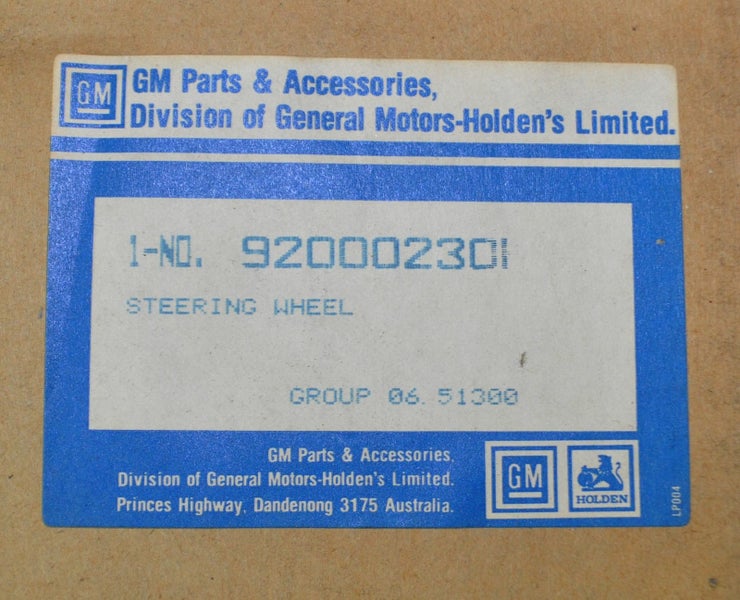 GM
GM Parts & Accessories,
Division of General Motors-Holden's Limited.
1-NO. 92000230
STEERING WHEEL
GROUP 06. 51300
GM Parts & Accessories,
Division of General Motors-Holden's Limited.
Princes Highway, Dandenong 3175 Australia.
GM
HOLDEN
LP004